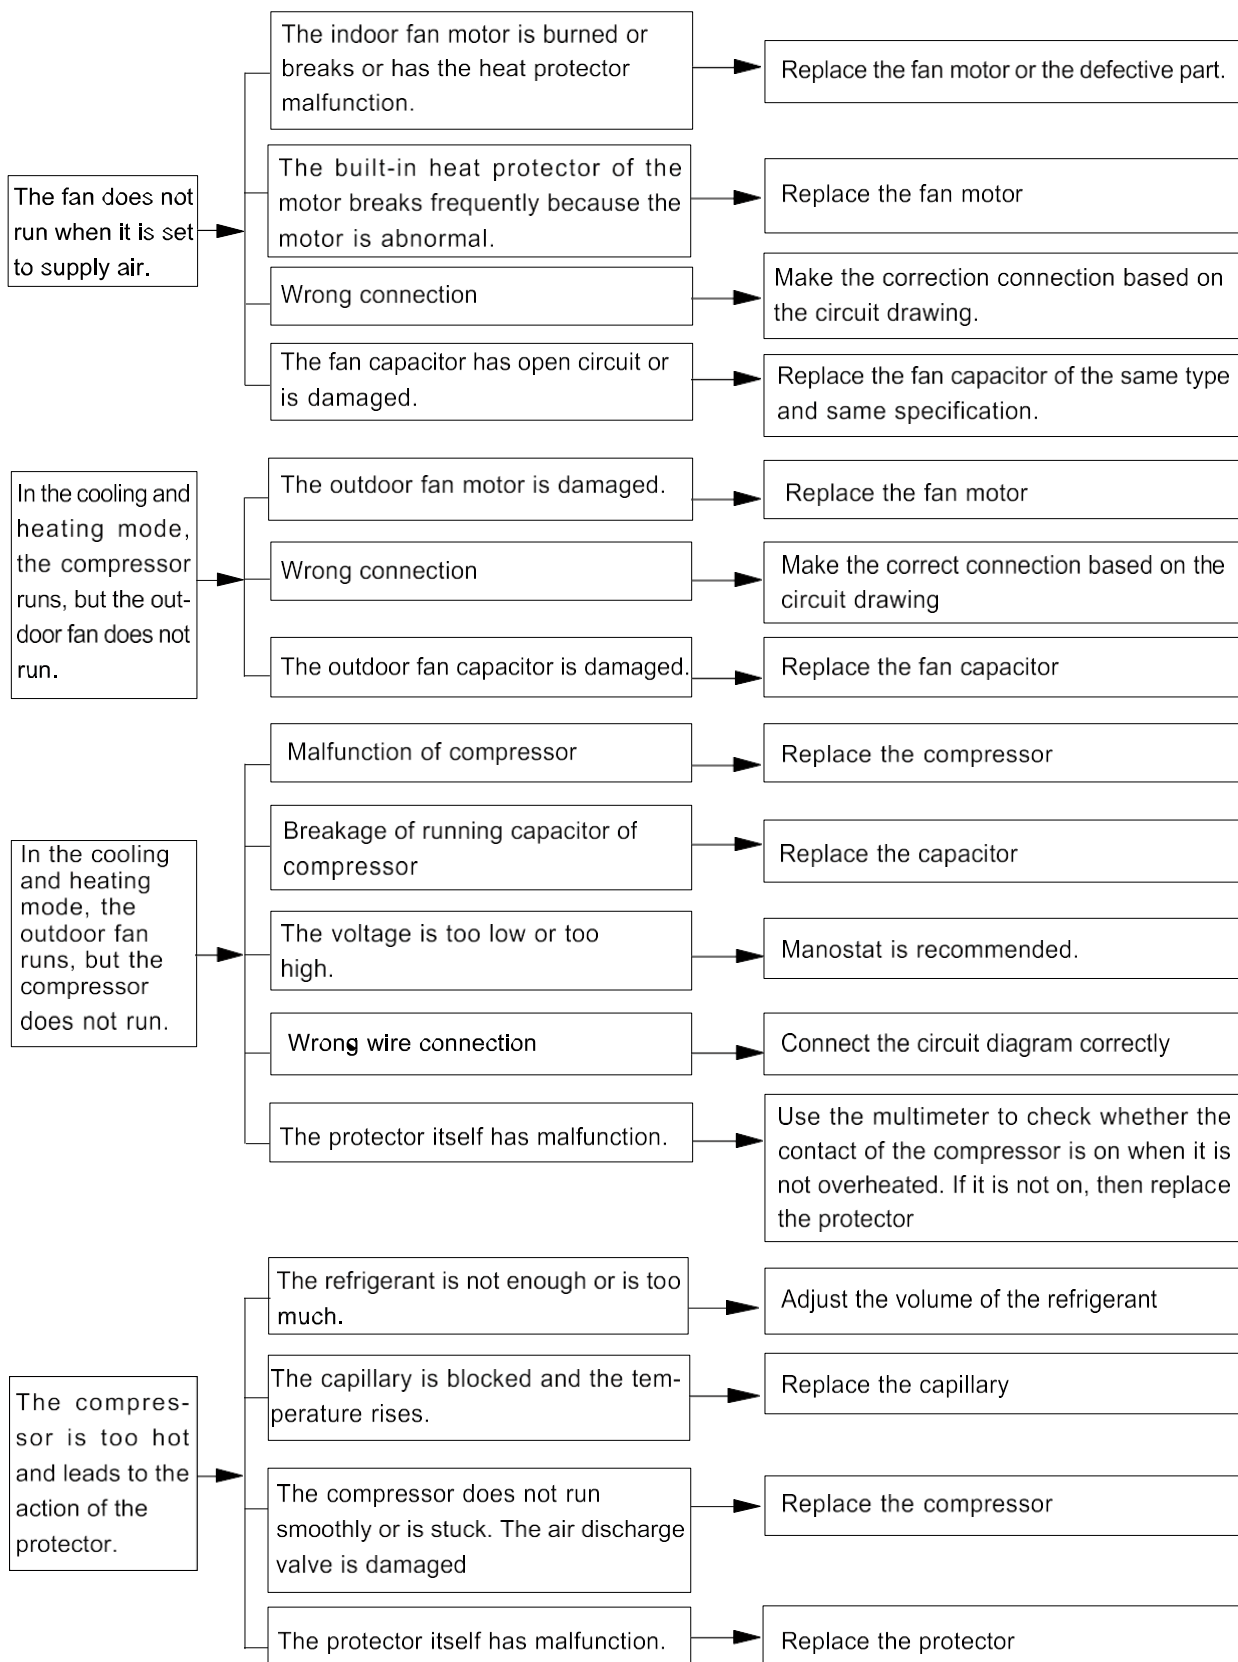 The fan does not
run when it is set
to supply air.
The indoor fan motor is burned or
breaks or has the heat protector
malfunction.
Replace the fan motor or the defective part.
The built-in heat protector of the
motor breaks frequently because the
motor is abnormal.
Replace the fan motor
Wrong connection
Make the correction connection based on
the circuit drawing.
The fan capacitor has open circuit or
is damaged.
Replace the fan capacitor of the same type
and same specification.
In the cooling and
heating mode,
the compressor
runs, but the out-
door fan does not
run.
The outdoor fan motor is damaged.
Replace the fan motor
Wrong connection
Make the correct connection based on the
circuit drawing
The outdoor fan capacitor is damaged.
Replace the fan capacitor
In the cooling
and heating
mode, the
outdoor fan
runs, but the
compressor
does not run.
Malfunction of compressor
Replace the compressor
Breakage of running capacitor of
compressor
Replace the capacitor
The voltage is too low or too
high.
Manostat is recommended.
Wrong wire connection
Connect the circuit diagram correctly
The protector itself has malfunction.
Use the multimeter to check whether the
contact of the compressor is on when it is
not overheated. If it is not on, then replace
the protector
The compres-
sor is too hot
and leads to the
action of the
protector.
The refrigerant is not enough or is too
much.
Adjust the volume of the refrigerant
The capillary is blocked and the tem-
perature rises.
Replace the capillary
The compressor does not run
smoothly or is stuck. The air discharge
valve is damaged
Replace the compressor
The protector itself has malfunction.
Replace the protector